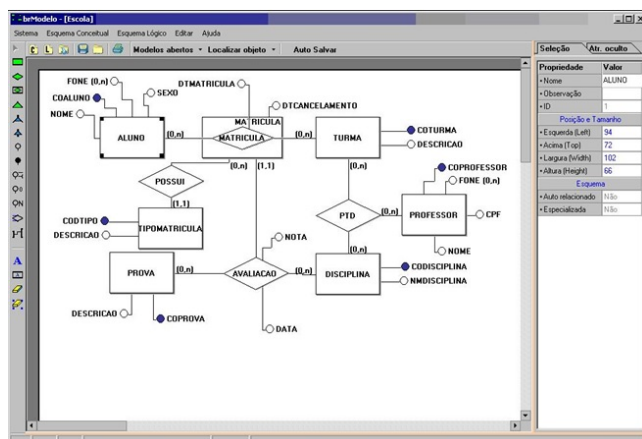 brModelo - [Escola]
Sistema Esquema Conceitual Esquema Lógico Editar Ajuda
Modelos abertos Localizar objeto Auto Salvar
FONE (0,n)
COALUNO
SEXO
NOME
ALUNO
(0,n)
DTMATRICULA
DTCANCELAMENTO
MATRICULA
MATRICULA
(0,n)
TURMA
COTURMA
DESCRICAO
(0,n)
(1,1)
(0,n)
POSSUI
(1,1)
CODTIPO
DESCRICAO
TIPOMATRICULA
PTD
(0,n)
PROFESSOR
COPROFESSOR
FONE (0,n)
CPF
NOME
(0,n)
NOTA
PROVA
(0,n)
AVALIACAO
(0,n)
DISCIPLINA
CODISCIPLINA
NMDISCIPLINA
DESCRICAO
COPROVA
DATA
Seleção Atr. oculto
Propriedade Valor
Nome ALUNO
Observação
ID 1
Posição e Tamanho
Esquerda (Left) 94
Acima (Top) 72
Largura (Width) 102
Altura (Height) 66
Esquema
Auto relacionado Não
Especializada Não